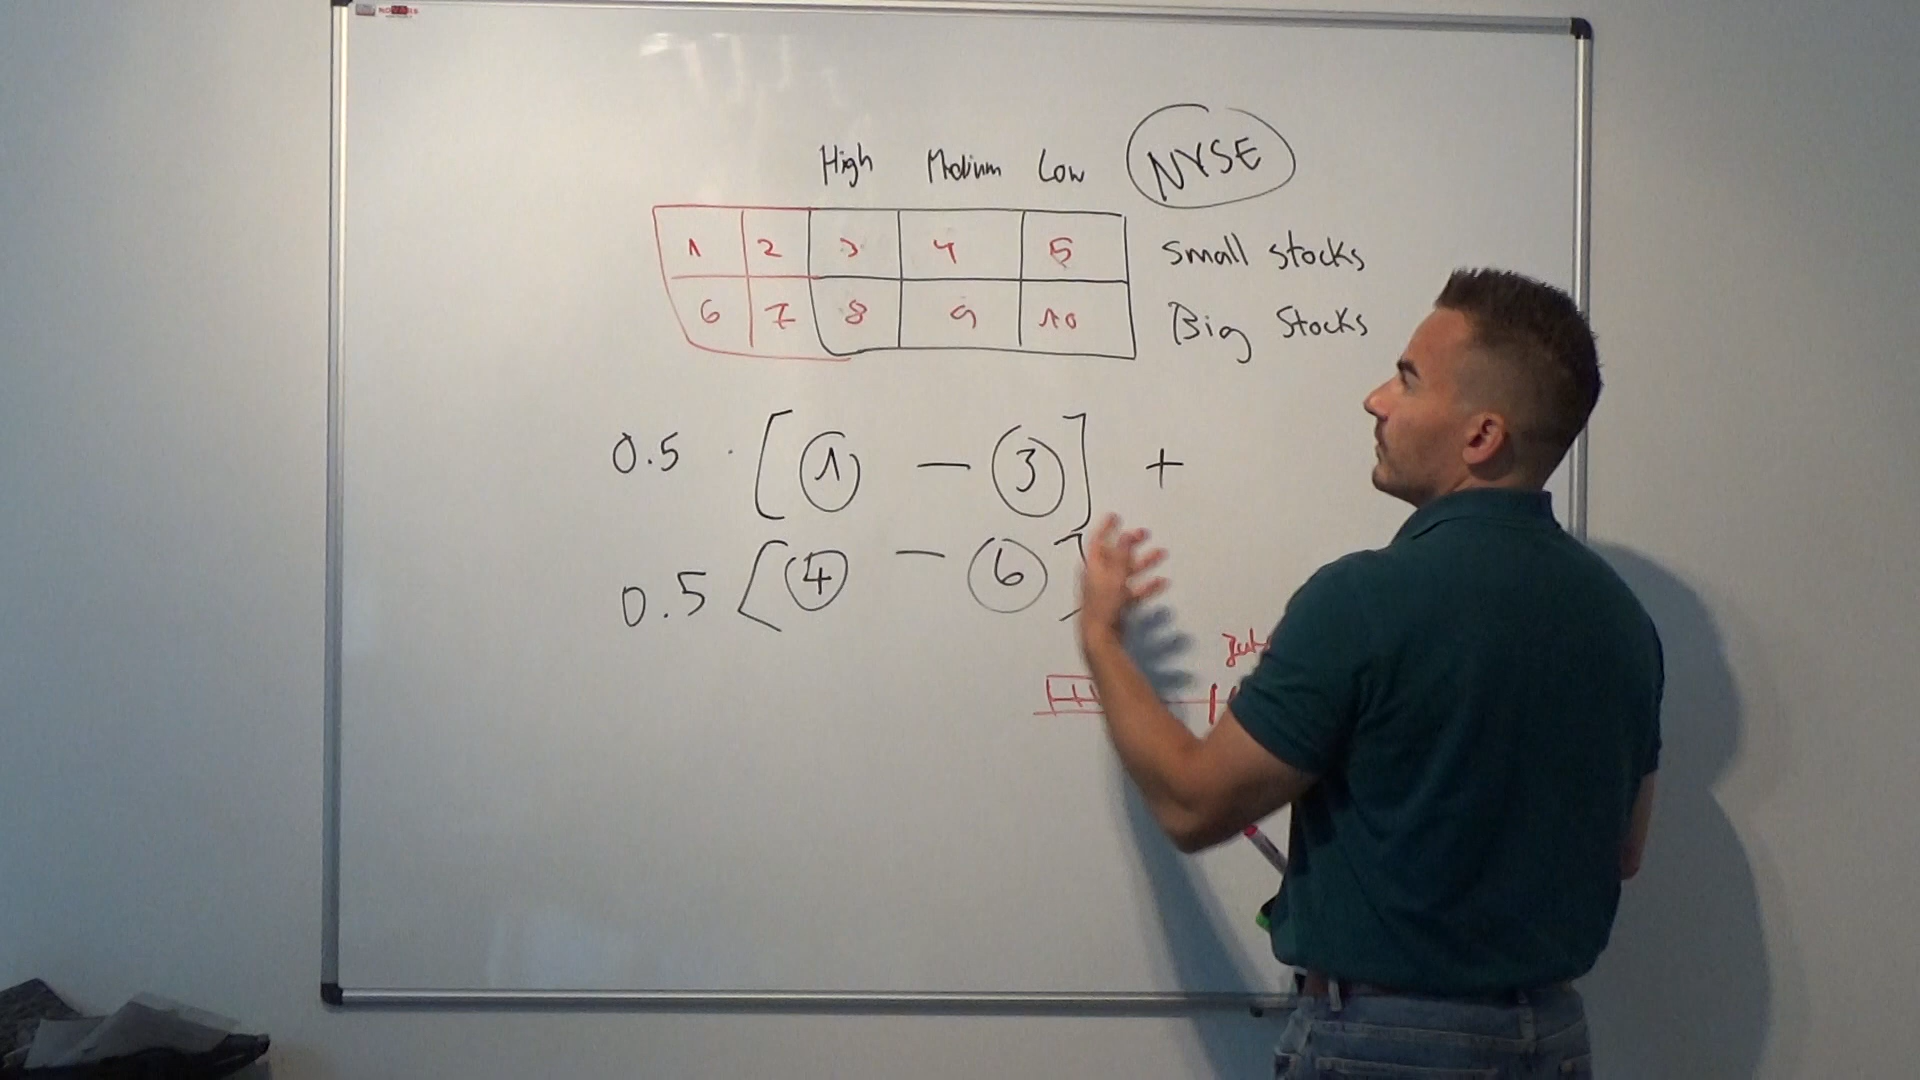 NOVARS
High Medium Low NYSE
1 2 3 4 5 Small stocks
6 7 8 9 10 Big Stocks
0.5 · [① − ③] +
0.5 [④ − ⑥]